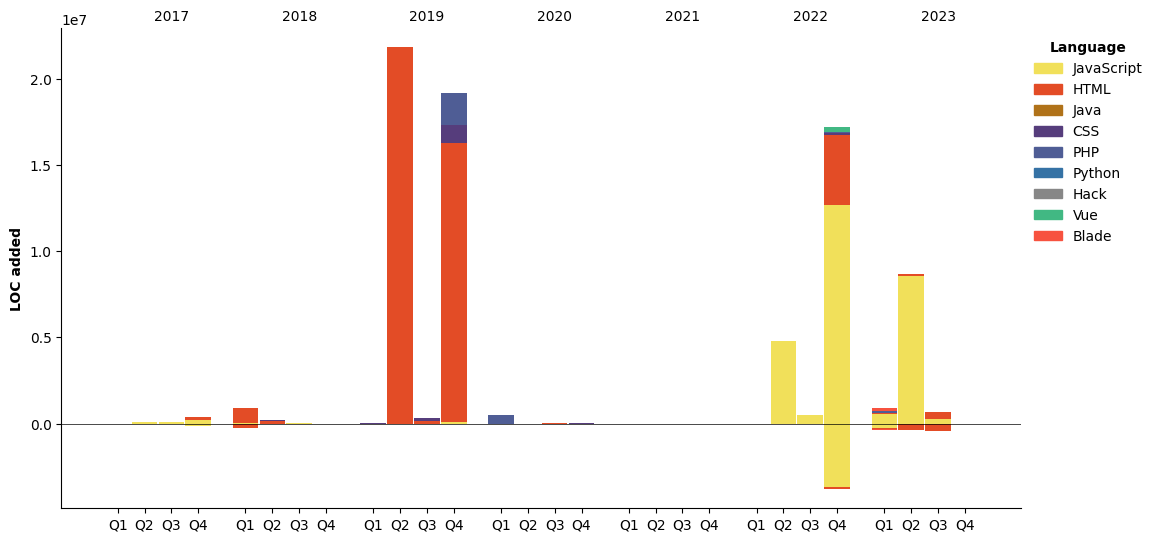 1e7
2017 2018 2019 2020 2021 2022 2023
LOC added
2.0
1.5
1.0
0.5
0.0
Q1 Q2 Q3 Q4 Q1 Q2 Q3 Q4 Q1 Q2 Q3 Q4 Q1 Q2 Q3 Q4 Q1 Q2 Q3 Q4 Q1 Q2 Q3 Q4 Q1 Q2 Q3 Q4
Language
JavaScript
HTML
Java
CSS
PHP
Python
Hack
Vue
Blade